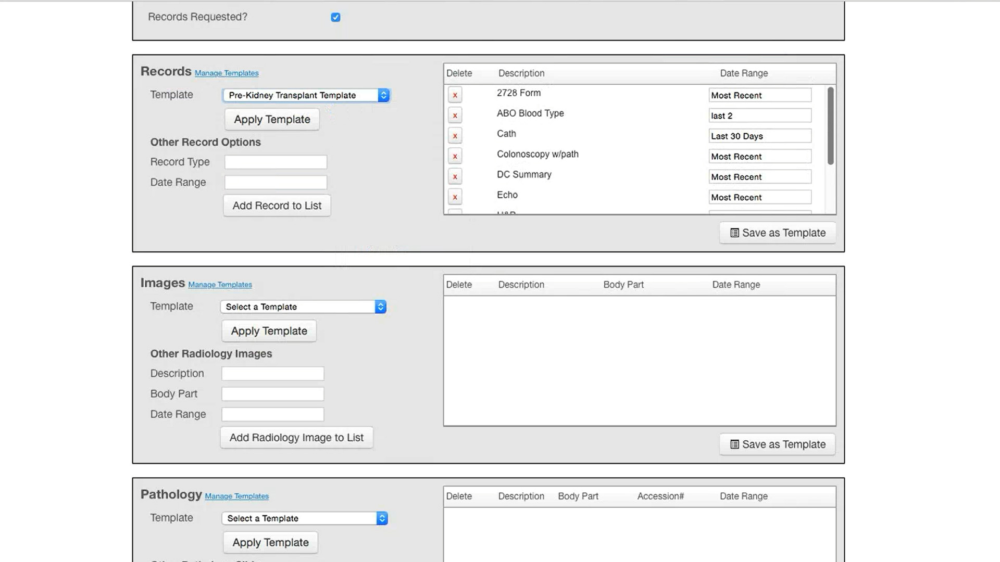 Records Requested?
Records Manage Templates
Template Pre-Kidney Transplant Template
Apply Template
Other Record Options
Record Type
Date Range
Add Record to List
Delete Description Date Range
x 2728 Form Most Recent
x ABO Blood Type last 2
x Cath Last 30 Days
x Colonoscopy w/path Most Recent
x DC Summary Most Recent
x Echo Most Recent
Save as Template
Images Manage Templates
Template Select a Template
Apply Template
Other Radiology Images
Description
Body Part
Date Range
Add Radiology Image to List
Delete Description Body Part Date Range
Save as Template
Pathology Manage Templates
Template Select a Template
Apply Template
Delete Description Body Part Accession# Date Range